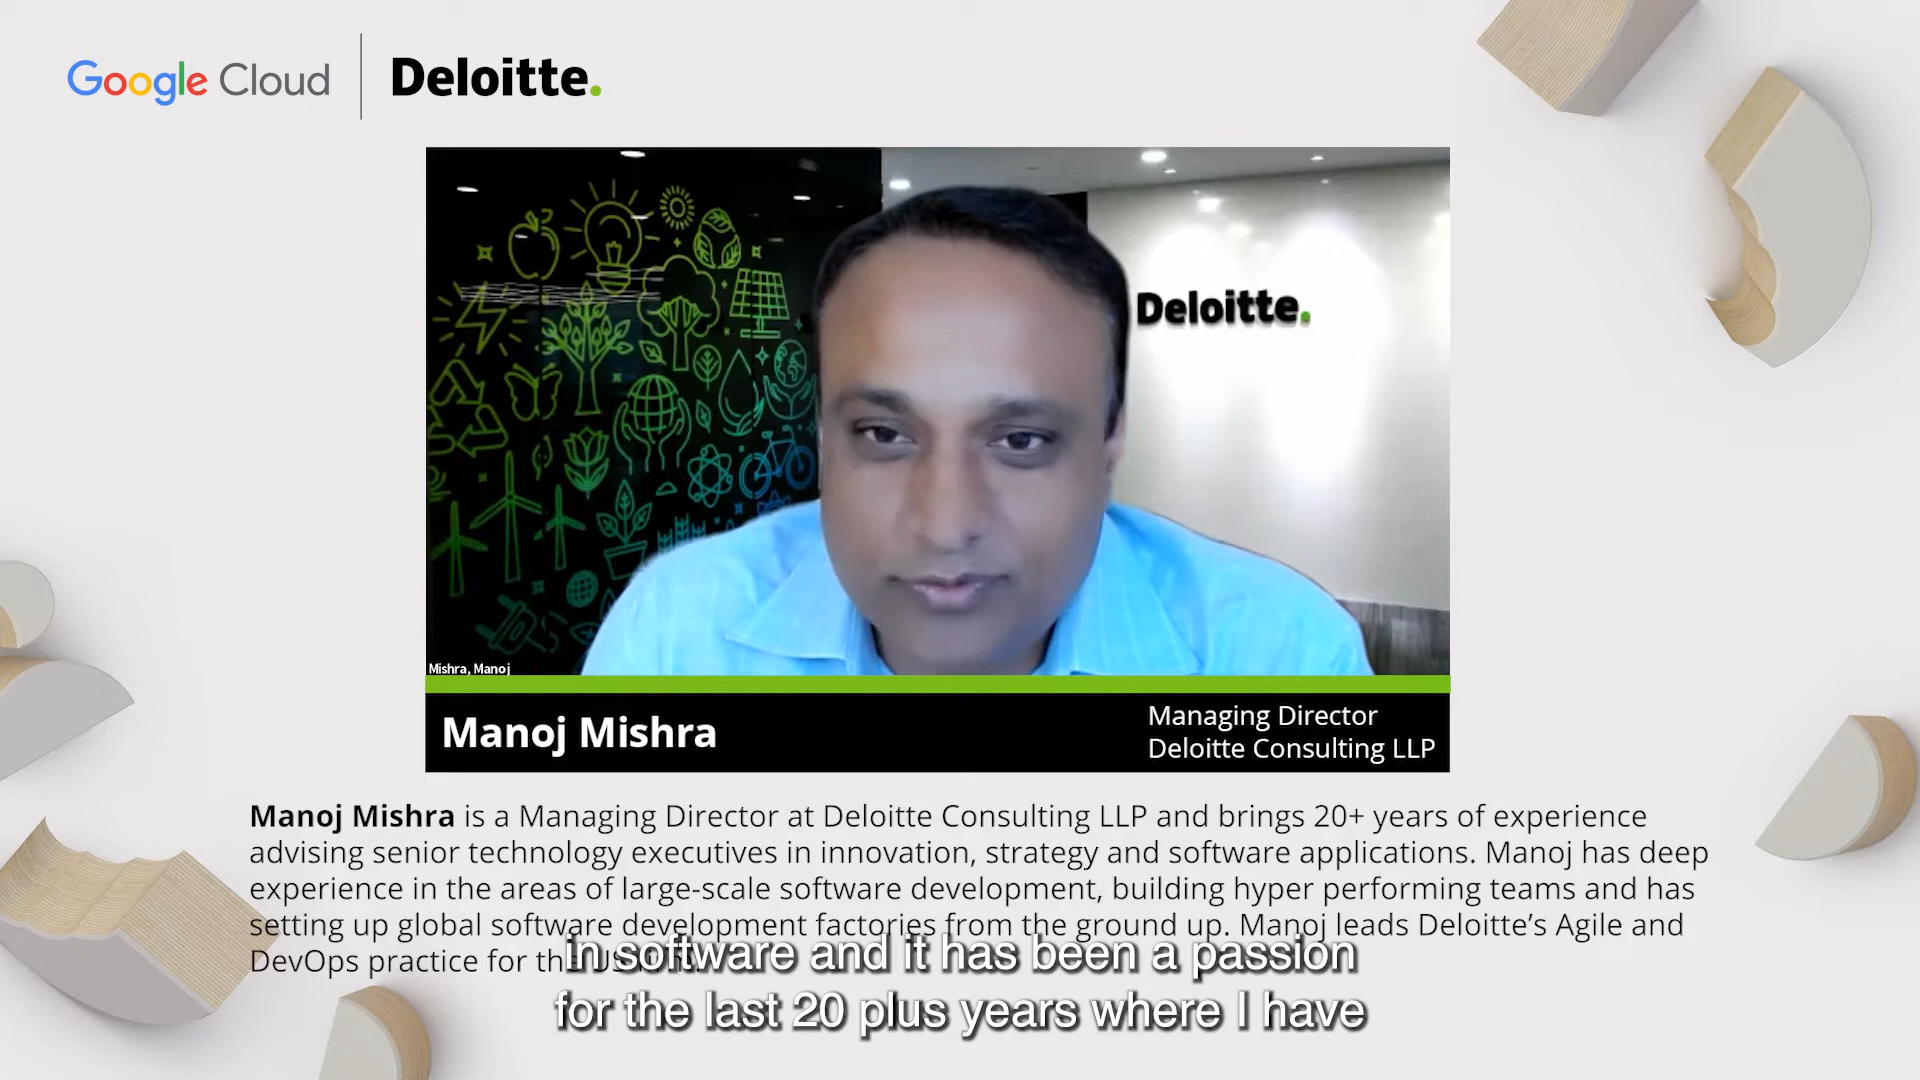 Google Cloud
Deloitte.
Deloitte.
Mishra, Manoj
Manoj Mishra
Managing Director
Deloitte Consulting LLP
Manoj Mishra is a Managing Director at Deloitte Consulting LLP and brings 20+ years of experience
advising senior technology executives in innovation, strategy and software applications. Manoj has deep
experience in the areas of large-scale software development, building hyper performing teams and has
setting up global software development factories from the ground up. Manoj leads Deloitte’s Agile and
DevOps practice for the US
in software and it has been a passion
for the last 20 plus years where I have